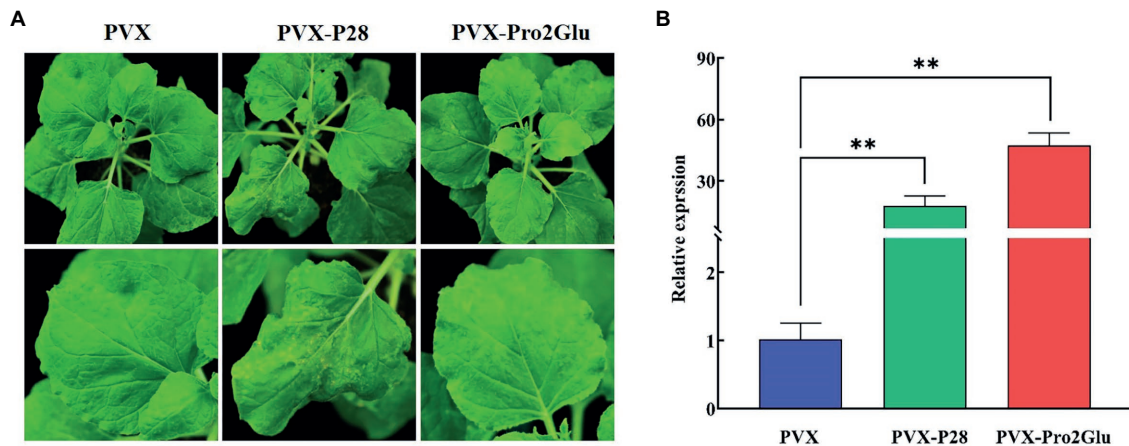 A
PVX
PVX-P28
PVX-Pro2Glu
B
Relative exprssion
90
60
30
2
1
0
**
**
PVX
PVX-P28
PVX-Pro2Glu